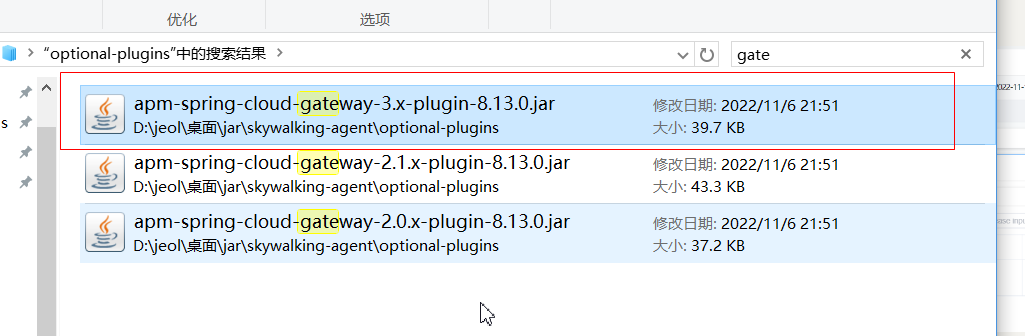 优化
选项
“optional-plugins”中的搜索结果
gate
apm-spring-cloud-gateway-3.x-plugin-8.13.0.jar
修改日期: 2022/11/6 21:51
D:\jeol\桌面\jar\skywalking-agent\optional-plugins
大小: 39.7 KB
s
apm-spring-cloud-gateway-2.1.x-plugin-8.13.0.jar
修改日期: 2022/11/6 21:51
D:\jeol\桌面\jar\skywalking-agent\optional-plugins
大小: 43.3 KB
apm-spring-cloud-gateway-2.0.x-plugin-8.13.0.jar
修改日期: 2022/11/6 21:51
D:\jeol\桌面\jar\skywalking-agent\optional-plugins
大小: 37.2 KB